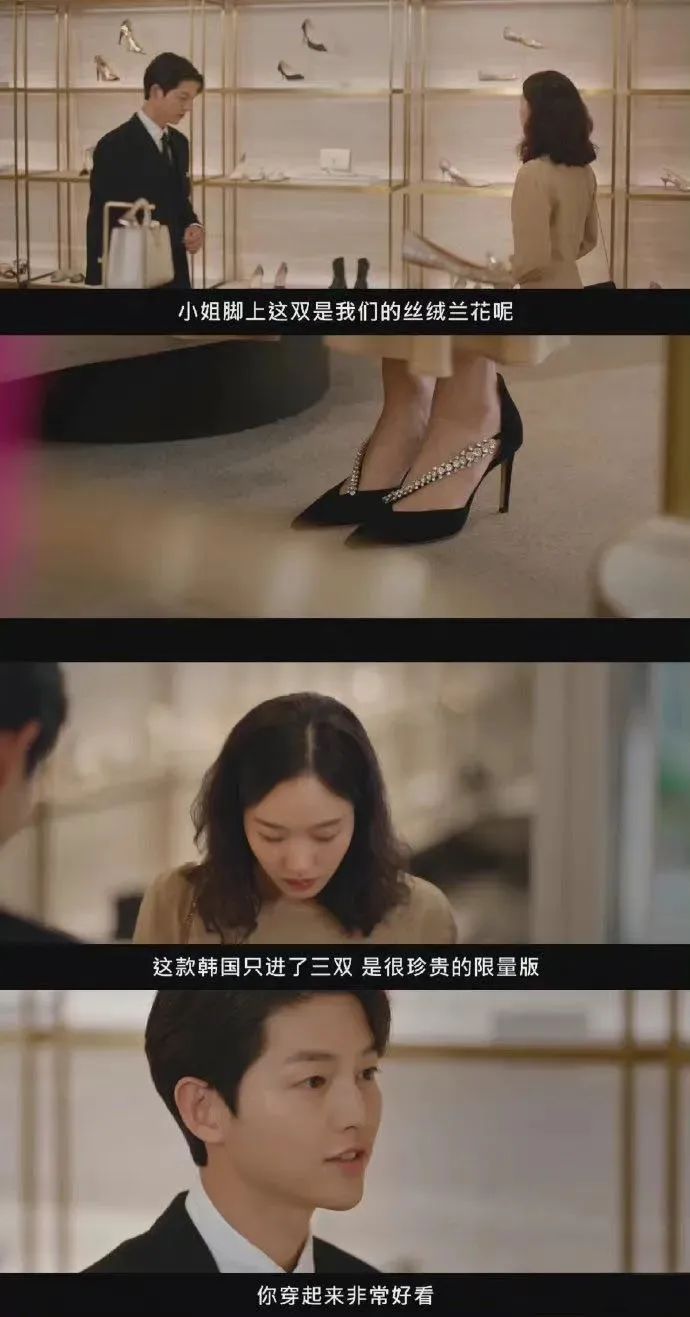 小姐脚上这双是我们的丝绒兰花呢
这款韩国只进了三双 是很珍贵的限量版
你穿起来非常好看